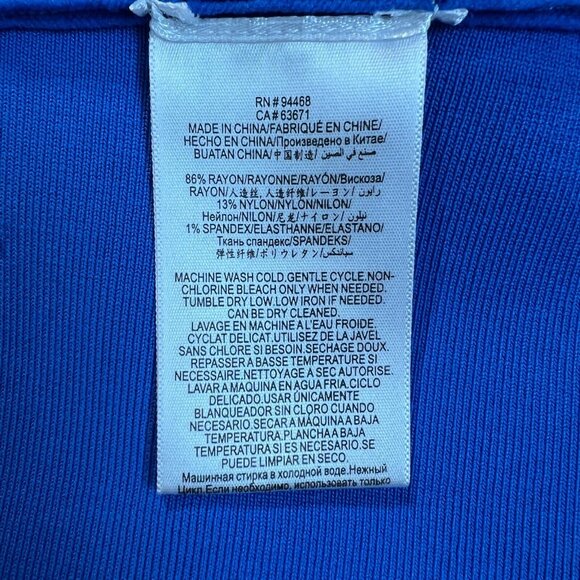 RN # 94468
CA # 63671
MADE IN CHINA/FABRIQUÉ EN CHINE/
HECHO EN CHINA/Произведено в Китае/
BUATAN CHINA/中国制造/ صنع في الصين/
86% RAYON/RAYONNE/RAYÓN/Вискоза/
RAYON/人造丝, 人造纤维/レーヨン/ رايون/
13% NYLON/NYLON/NILON/
Нейлон/NILON/尼龙/ナイロン/ نيلون/
1% SPANDEX/ELASTHANNE/ELASTANO/
Ткань спандекс/SPANDEKS/
弹性纤维/ポリウレタン/ سباندكس/
MACHINE WASH COLD.GENTLE CYCLE.NON-
CHLORINE BLEACH ONLY WHEN NEEDED.
TUMBLE DRY LOW.LOW IRON IF NEEDED.
CAN BE DRY CLEANED.
LAVAGE EN MACHINE A L'EAU FROIDE.
CYCLAT DELICAT.UTILISEZ DE LA JAVEL
SANS CHLORE SI BESOIN.SECHAGE DOUX.
REPASSER A BASSE TEMPERATURE SI
NECESSAIRE.NETTOYAGE A SEC AUTORISE.
LAVAR A MAQUINA EN AGUA FRIA.CICLO
DELICADO.USAR ÚNICAMENTE
BLANQUEADOR SIN CLORO CUANDO
NECESARIO.SECAR A MÁQUINA A BAJA
TEMPERATURA.PLANCHA A BAJA
TEMPERATURA SI ES NECESARIO.SE
PUEDE LIMPIAR EN SECO.
Машинная стирка в холодной воде.Нежный
Цикл.Если необходимо, использовать только